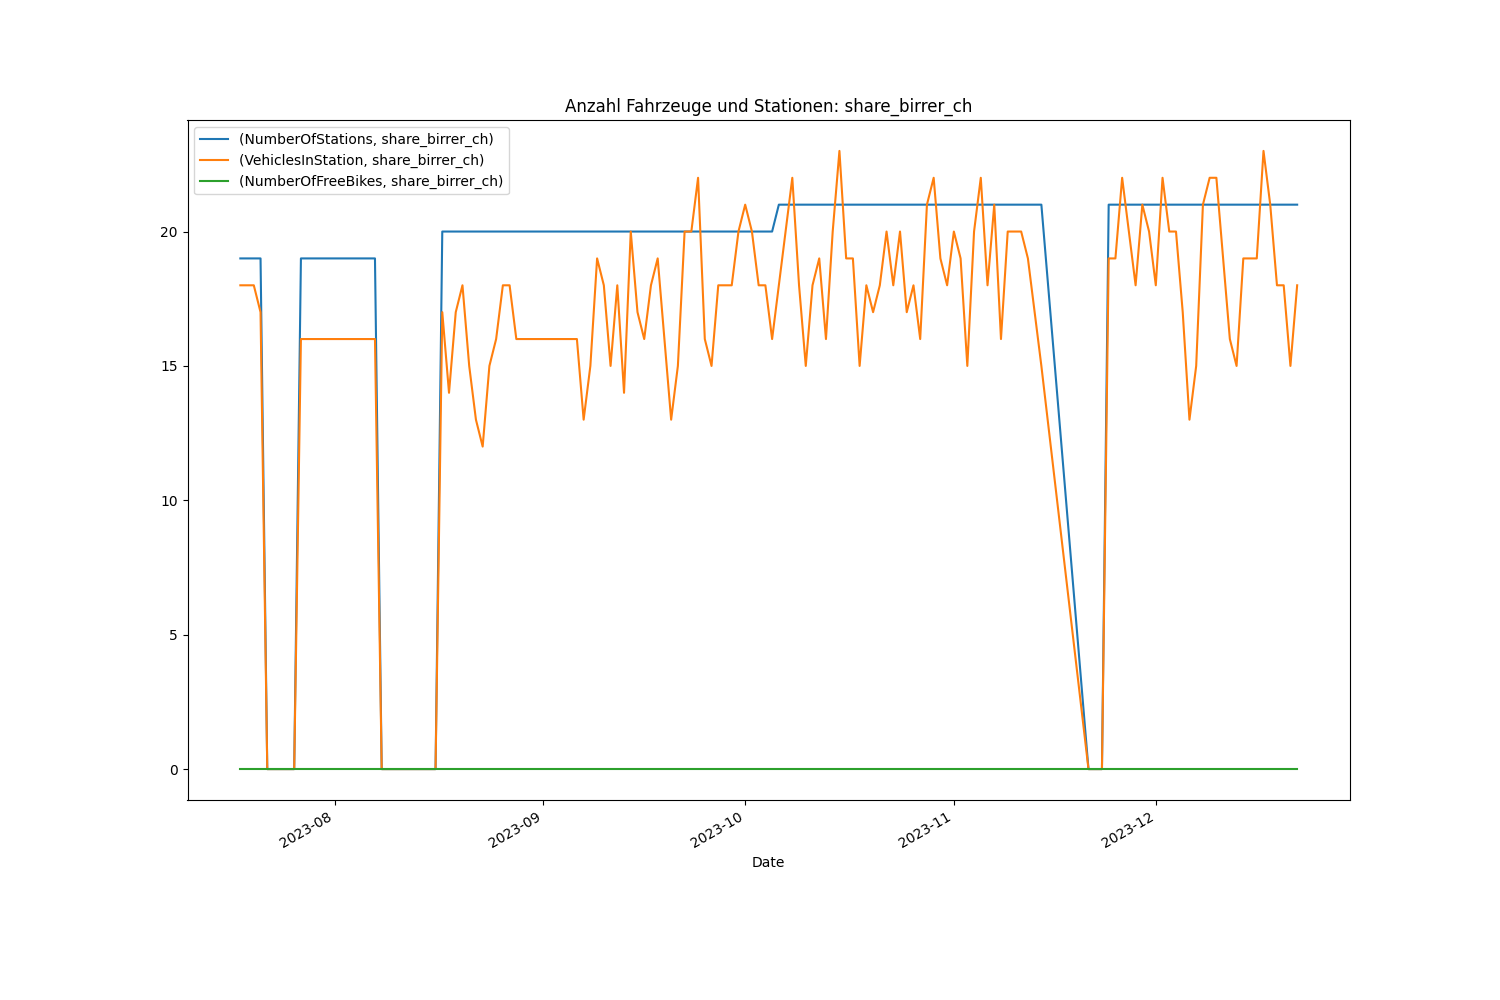 Anzahl Fahrzeuge und Stationen: share_birrer_ch
(NumberOfStations, share_birrer_ch)
(VehiclesInStation, share_birrer_ch)
(NumberOfFreeBikes, share_birrer_ch)
20
15
10
5
0
2023-08
2023-09
2023-10
2023-11
2023-12
Date